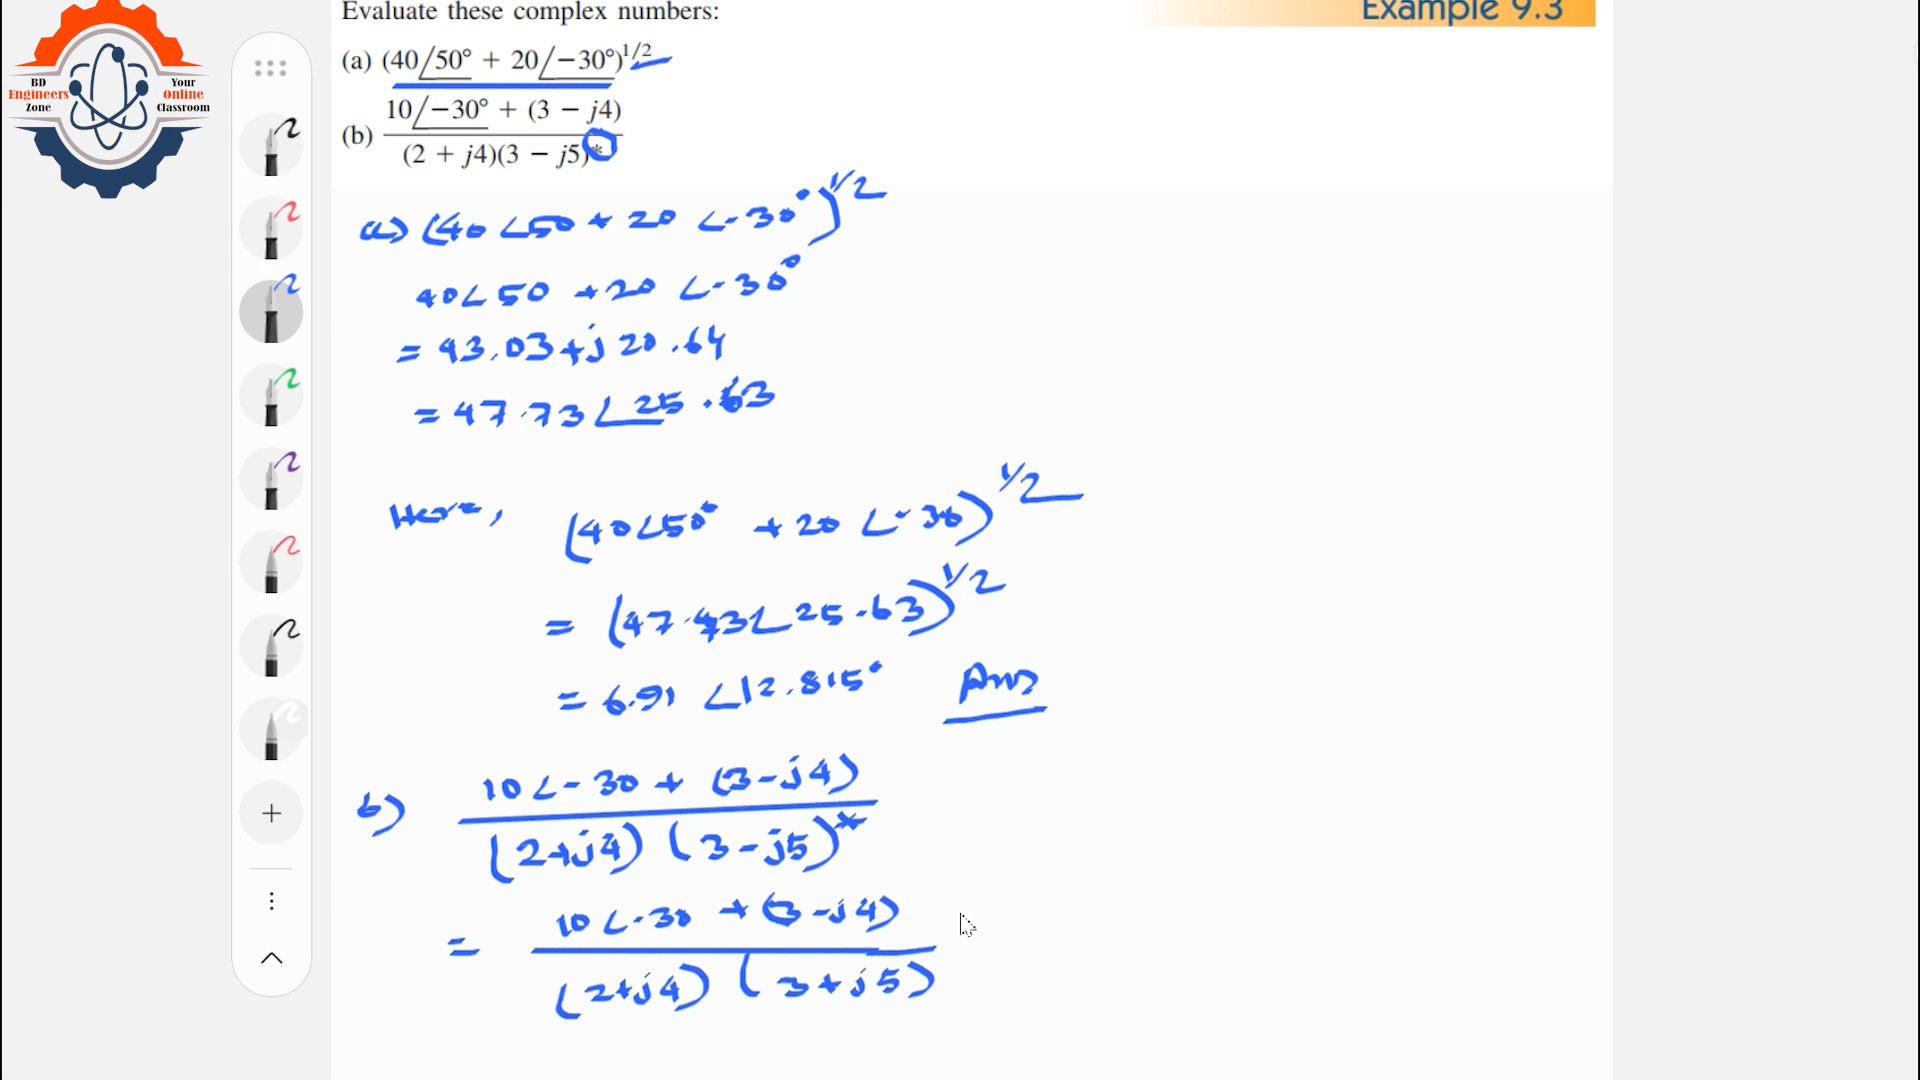 Example 9.3
Evaluate these complex numbers:
(a) (40/50° + 20/−30°)^1/2
(b) 10/−30° + (3 − j4)
(2 + j4)(3 − j5)*
BD
Engineers
Zone
Your
Online
Classroom
a) (40 ∠50 + 20 ∠-30°)^1/2
40∠50 + 20 ∠-30°
= 43.03 + j 20.64
= 47.73 ∠25.63
Here, (40∠50° + 20 ∠-30)^1/2
= (47.73∠25.63)^1/2
= 6.91 ∠12.815° Ans
b) 10∠-30 + (3-j4)
(2+j4) (3-j5)*
= 10∠-30 + (3-j4)
(2+j4) (3+j5)